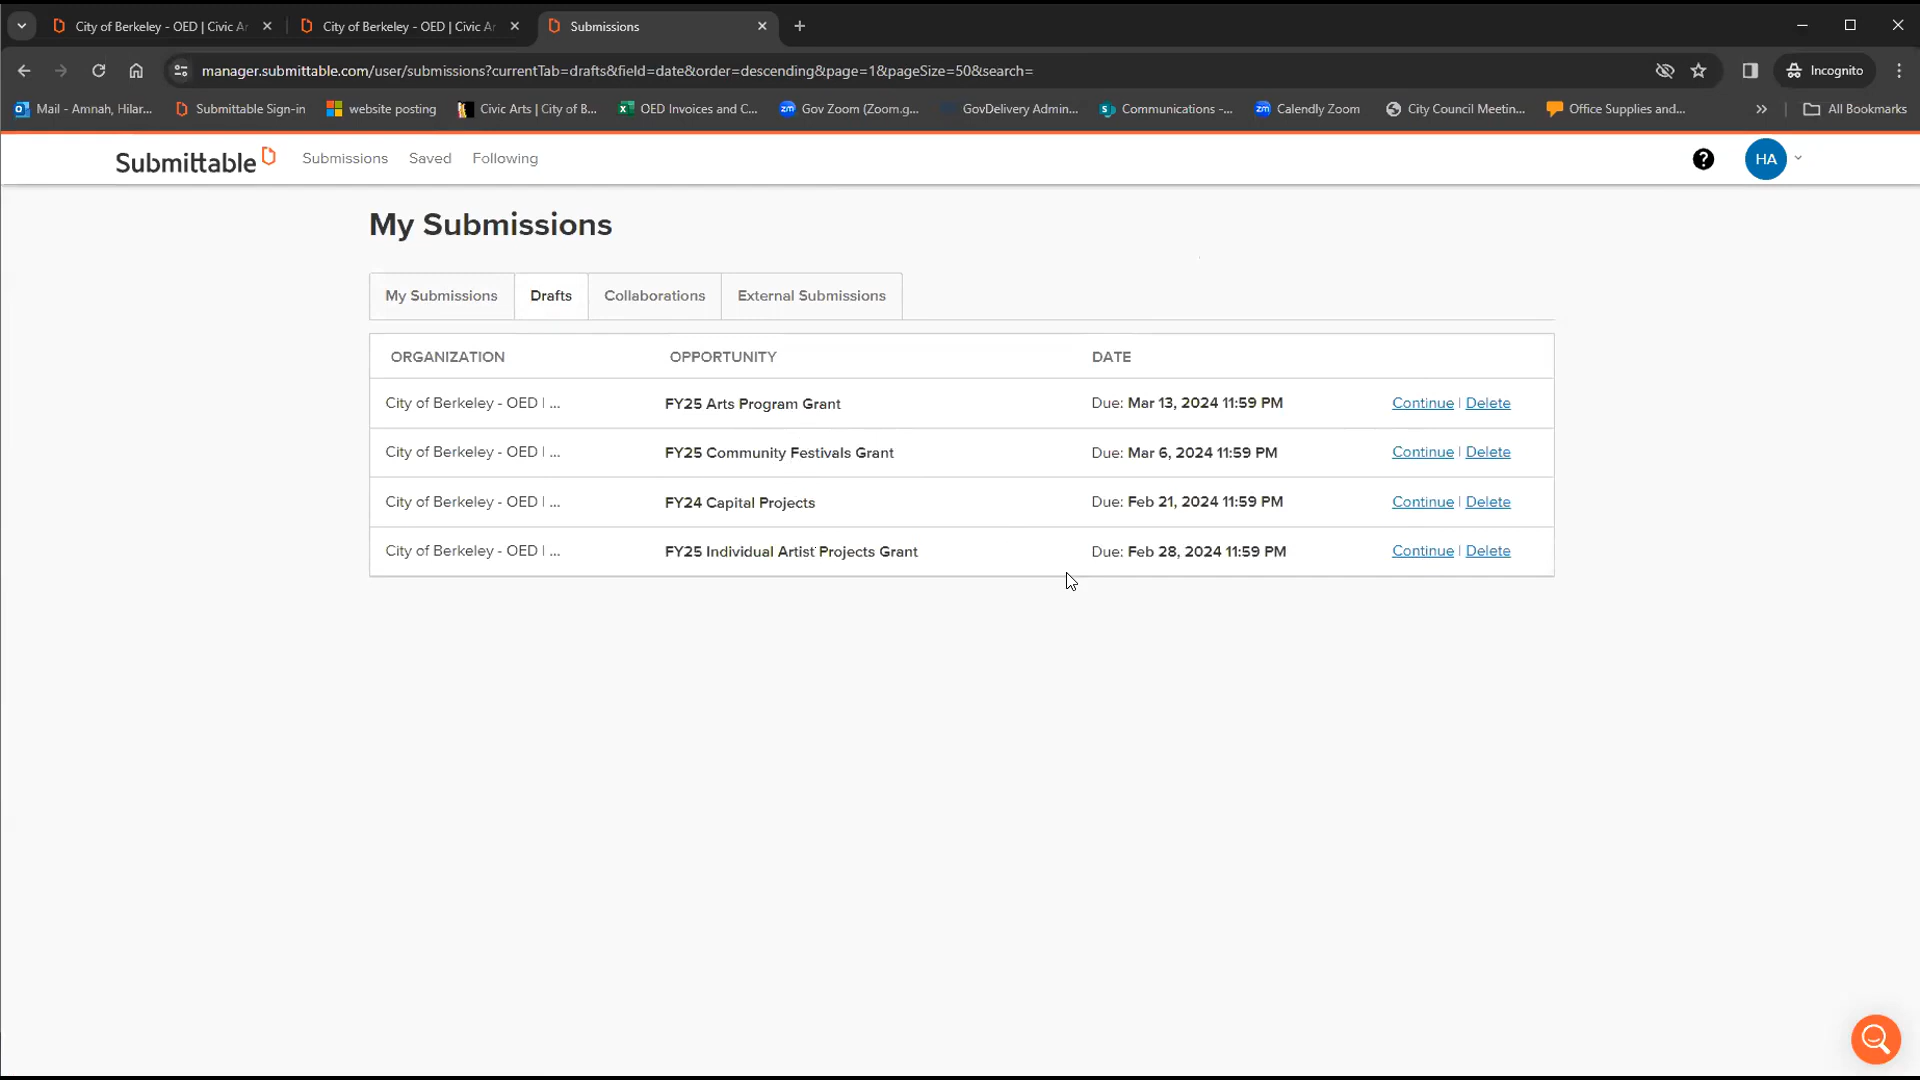 City of Berkeley - OED | Civic Ar
City of Berkeley - OED | Civic Ar
Submissions
manager.submittable.com/user/submissions?currentTab=drafts&field=date&order=descending&page=1&pageSize=50&search=
Incognito
Mail - Amnah, Hilar...
Submittable Sign-in
website posting
Civic Arts | City of B...
OED Invoices and C...
Gov Zoom (Zoom.g...
GovDelivery Admin...
Communications -...
Calendly Zoom
City Council Meetin...
Office Supplies and...
All Bookmarks
Submittable
Submissions
Saved
Following
HA
My Submissions
My Submissions
Drafts
Collaborations
External Submissions
ORGANIZATION OPPORTUNITY DATE
City of Berkeley - OED | ... FY25 Arts Program Grant Due: Mar 13, 2024 11:59 PM Continue | Delete
City of Berkeley - OED | ... FY25 Community Festivals Grant Due: Mar 6, 2024 11:59 PM Continue | Delete
City of Berkeley - OED | ... FY24 Capital Projects Due: Feb 21, 2024 11:59 PM Continue | Delete
City of Berkeley - OED | ... FY25 Individual Artist Projects Grant Due: Feb 28, 2024 11:59 PM Continue | Delete